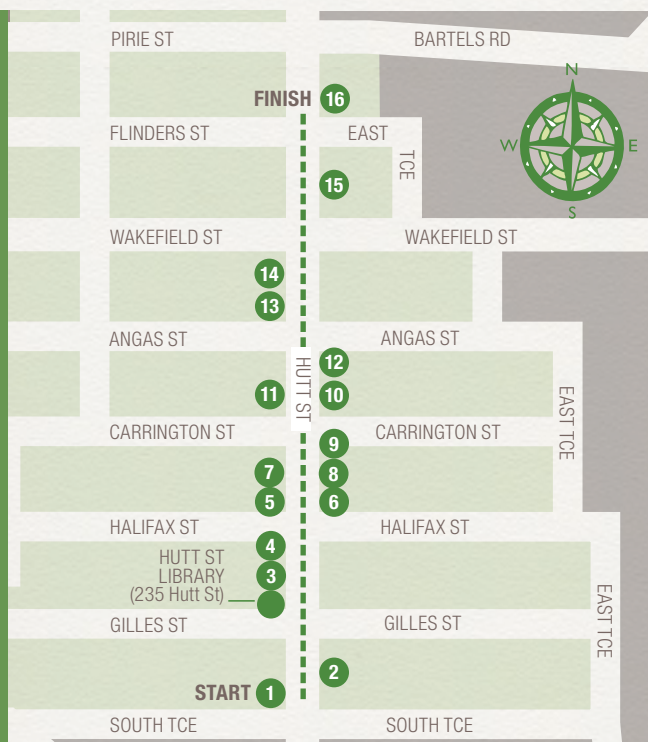 PIRIE ST
BARTELS RD
N
FINISH 16
FLINDERS ST
EAST
TCE
W
E
15
S
WAKEFIELD ST
WAKEFIELD ST
14
13
ANGAS ST
ANGAS ST
HUTT ST
12
11
10
EAST TCE
CARRINGTON ST
CARRINGTON ST
9
7
8
5
6
HALIFAX ST
HALIFAX ST
4
HUTT ST
LIBRARY
3
(235 Hutt St)
EAST TCE
GILLES ST
GILLES ST
2
START 1
SOUTH TCE
SOUTH TCE